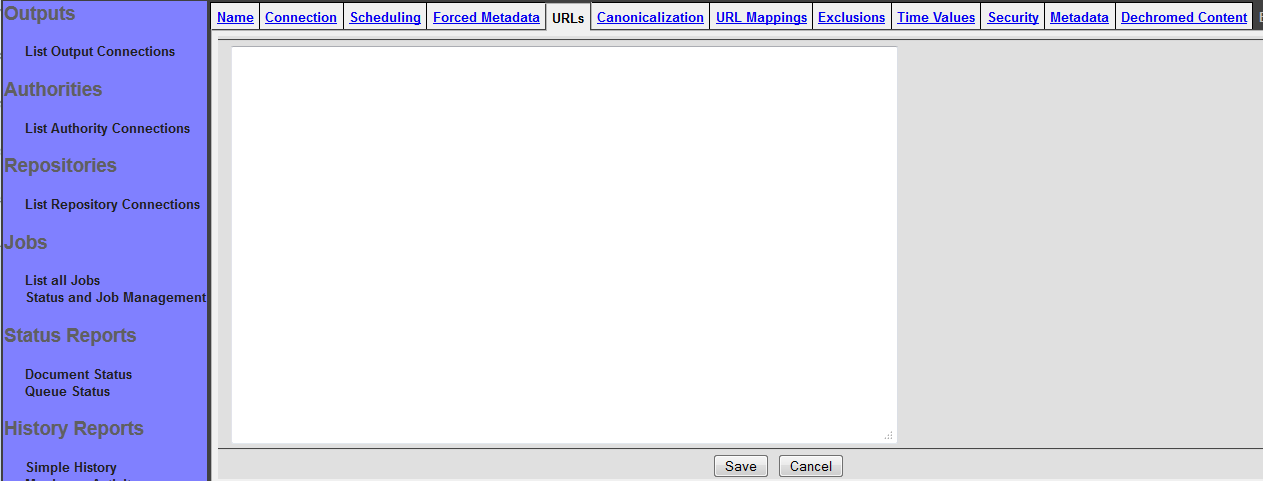 Outputs
List Output Connections
Authorities
List Authority Connections
Repositories
List Repository Connections
Jobs
List all Jobs
Status and Job Management
Status Reports
Document Status
Queue Status
History Reports
Simple History
Name Connection Scheduling Forced Metadata URLs Canonicalization URL Mappings Exclusions Time Values Security Metadata Dechromed Content
Save Cancel